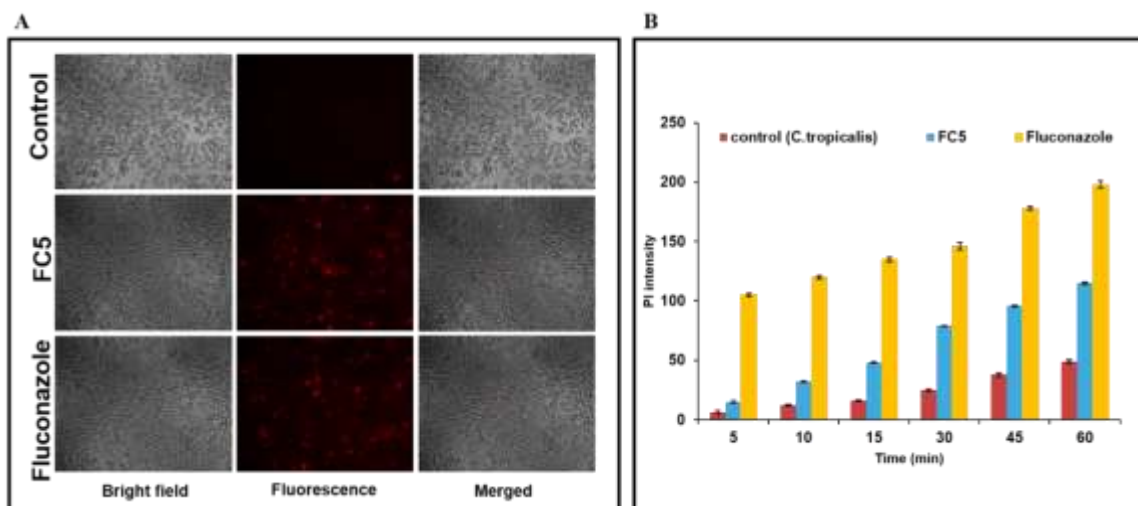 A
Control
FC5
Fluconazole
Bright field Fluorescence Merged
B
250
200
150
100
50
0
PI intensity
control (C.tropicalis) FC5 Fluconazole
5 10 15 30 45 60
Time (min)